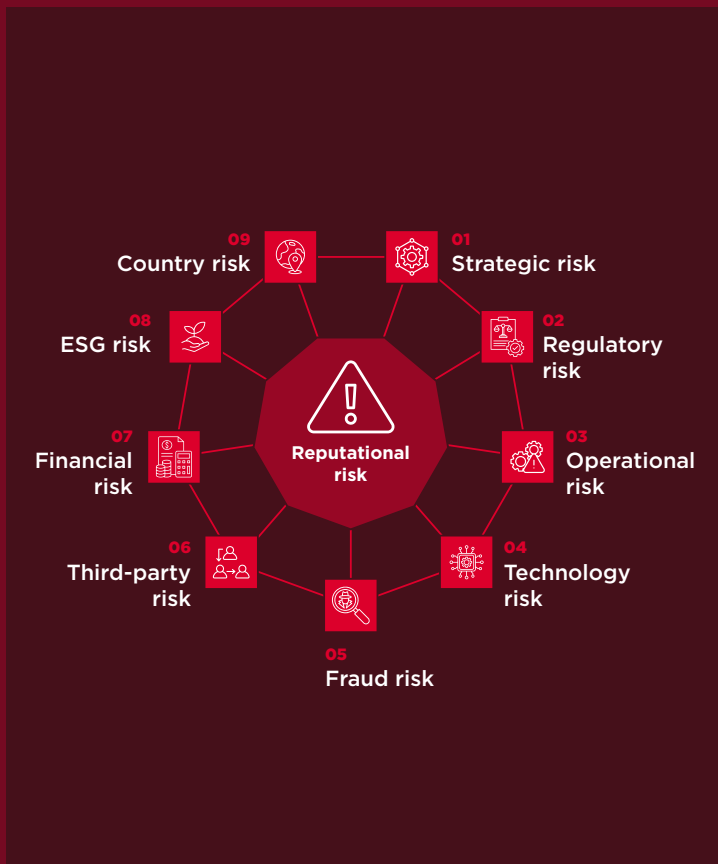 09
Country risk
01
Strategic risk
08
ESG risk
02
Regulatory
risk
Reputational
risk
07
Financial
risk
03
Operational
risk
06
Third-party
risk
04
Technology
risk
05
Fraud risk